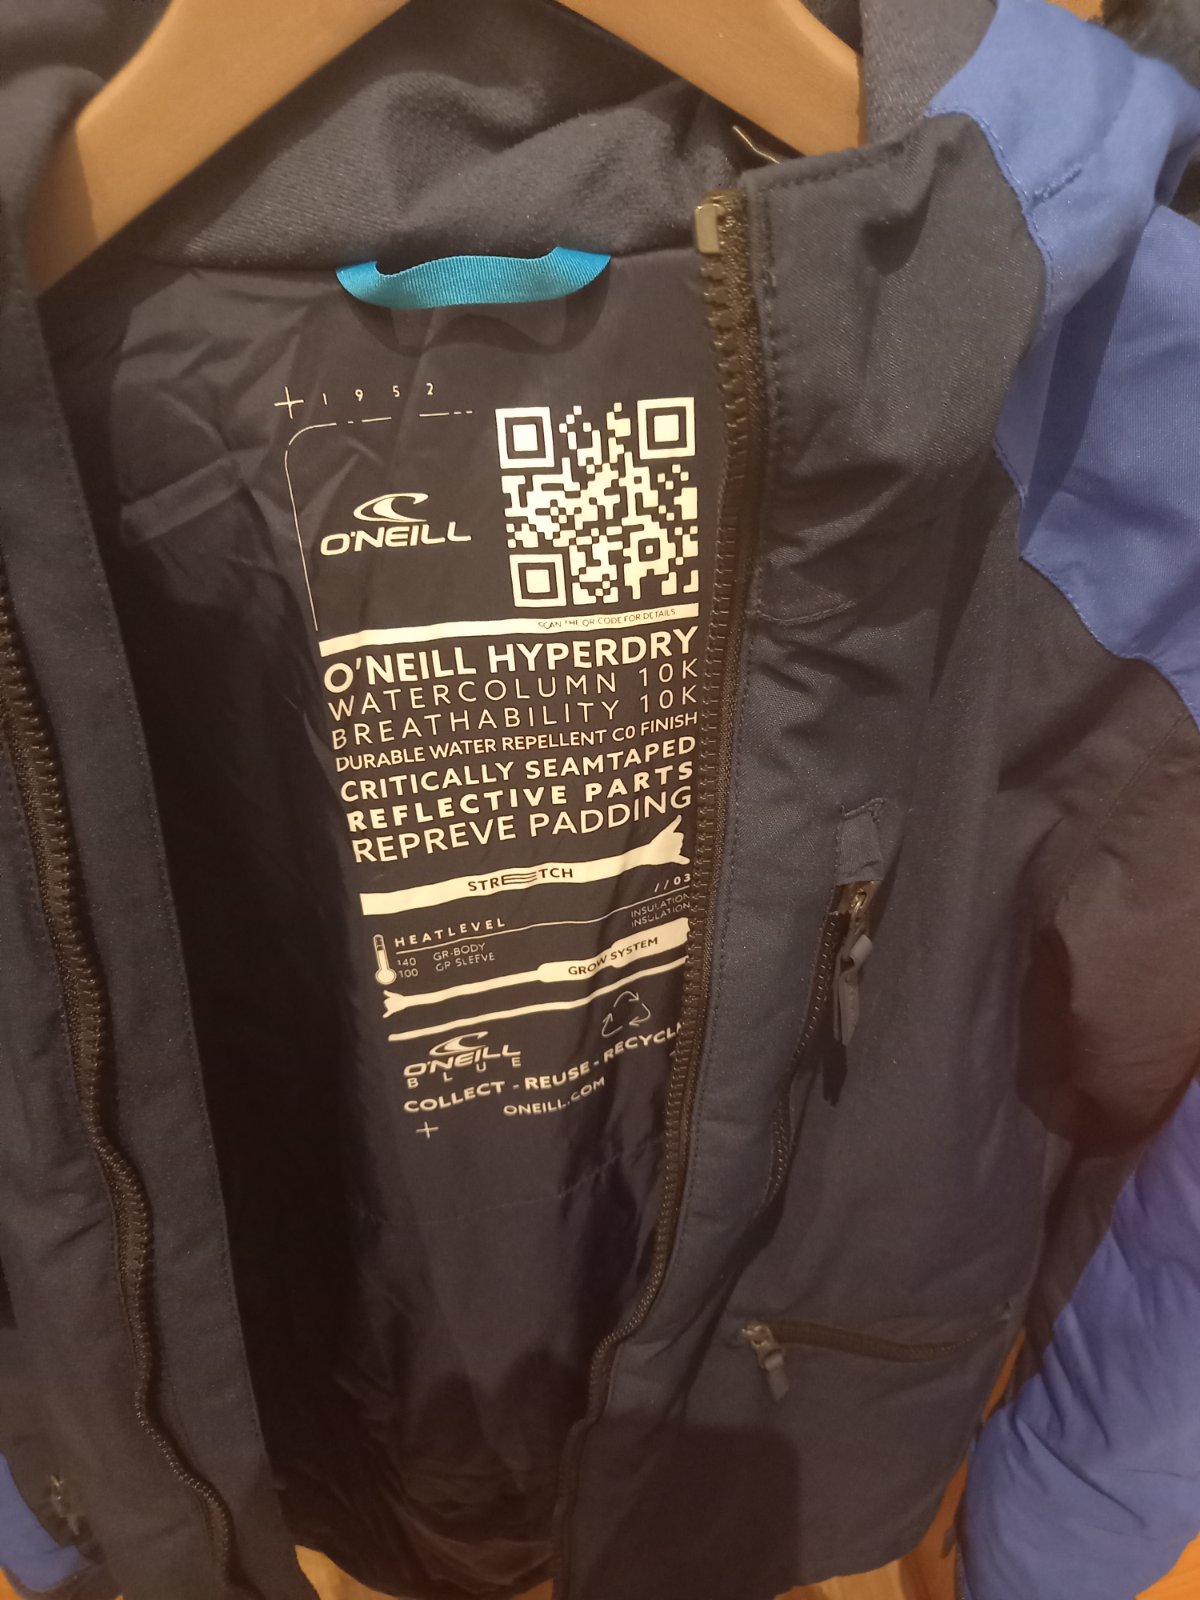 1 9 5 2
O'NEILL
SCAN THE QR-CODE FOR DETAILS
O'NEILL HYPERDRY
WATERCOLUMN 10K
BREATHABILITY 10K
DURABLE WATER REPELLENT C0 FINISH
CRITICALLY SEAMTAPED
REFLECTIVE PARTS
REPREVE PADDING
STRETCH
HEATLEVEL //03
140 GR-BODY INSULATION
100 GR SLEEVE INSULATION
GROW SYSTEM
O'NEILL
BLUE
COLLECT - REUSE - RECYCL
ONEILL.COM